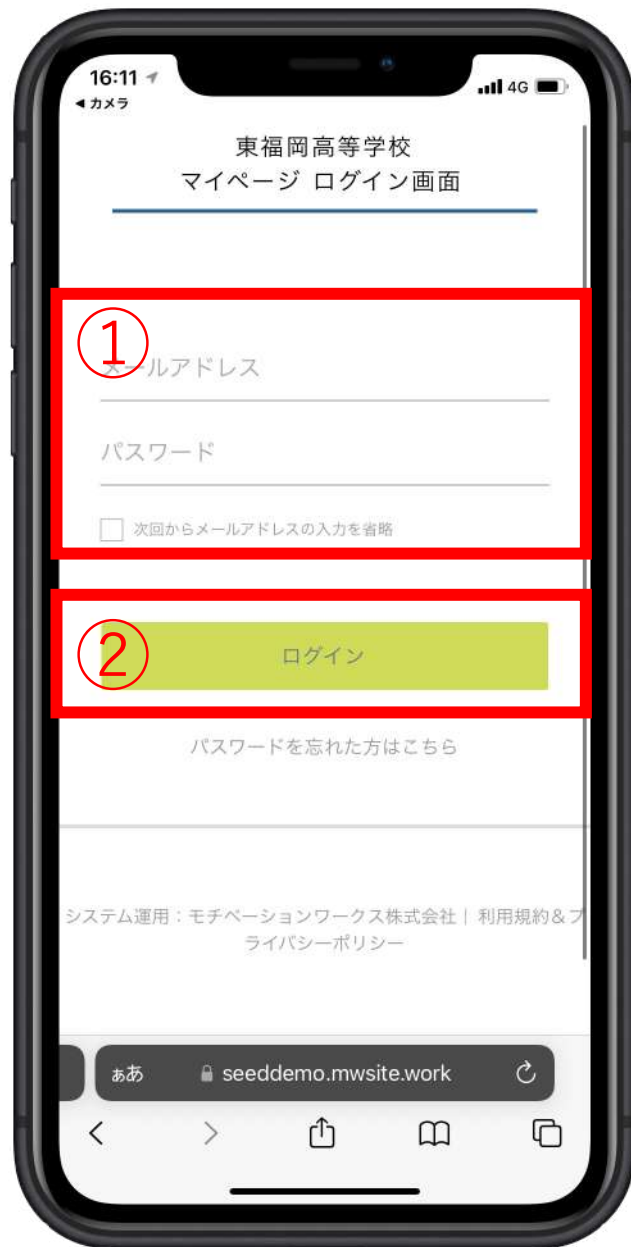 16:11
4G
◀ カメラ
東福岡高等学校
マイページ ログイン画面
①
メールアドレス
パスワード
次回からメールアドレスの入力を省略
②
ログイン
パスワードを忘れた方はこちら
システム運用：モチベーションワークス株式会社｜ 利用規約＆プ
ライバシーポリシー
ぁあ seeddemo.mwsite.work